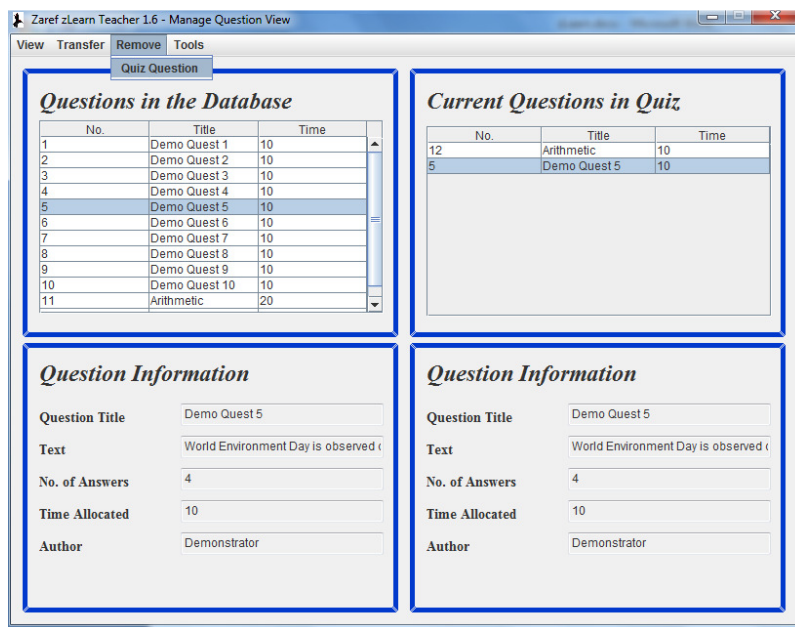 Zaref zLearn Teacher 1.6 - Manage Question View
View Transfer Remove Tools
Quiz Question
Questions in the Database
No. Title Time
1 Demo Quest 1 10
2 Demo Quest 2 10
3 Demo Quest 3 10
4 Demo Quest 4 10
5 Demo Quest 5 10
6 Demo Quest 6 10
7 Demo Quest 7 10
8 Demo Quest 8 10
9 Demo Quest 9 10
10 Demo Quest 10 10
11 Arithmetic 20
Current Questions in Quiz
No. Title Time
12 Arithmetic 10
5 Demo Quest 5 10
Question Information
Question Title Demo Quest 5
Text World Environment Day is observed
No. of Answers 4
Time Allocated 10
Author Demonstrator
Question Information
Question Title Demo Quest 5
Text World Environment Day is observed
No. of Answers 4
Time Allocated 10
Author Demonstrator